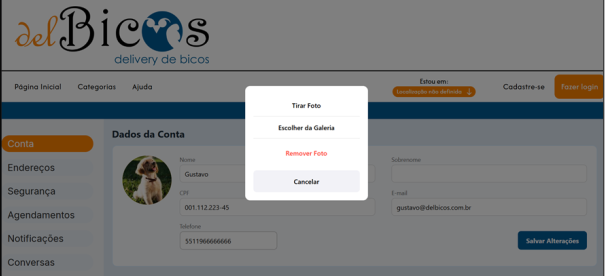 delBicos
delivery de bicos
Página Inicial
Categorias
Ajuda
Estou em:
Localização não definida ↓
Cadastre-se
Fazer login
Tirar Foto
Escolher da Galeria
Remover Foto
Cancelar
Dados da Conta
Conta
Endereços
Segurança
Agendamentos
Notificações
Conversas
Nome
Gustavo
Sobrenome
CPF
001.112.223-45
E-mail
gustavo@delbicos.com.br
Telefone
5511966666666
Salvar Alterações